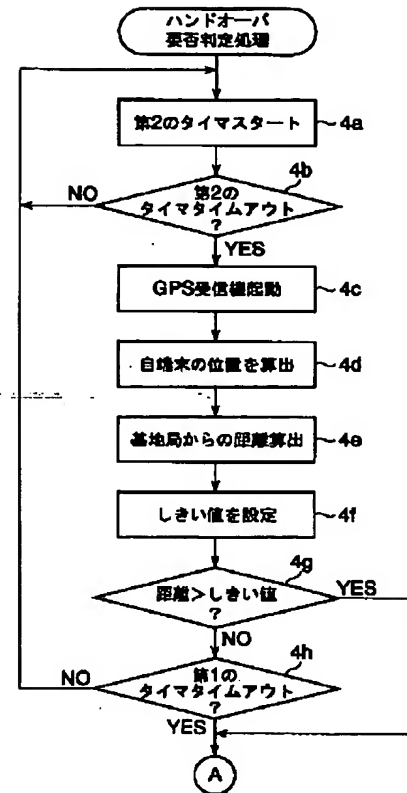 ハンドオーバ
要否判定処理
第2のタイマスタート
4a
第2の
タイマタイムアウト
?
4b
NO
YES
GPS受信機起動
4c
自端末の位置を算出
4d
基地局からの距離算出
4e
しきい値を設定
4f
距離>しきい値
?
4g
YES
NO
第1の
タイマタイムアウト
?
4h
NO
YES
A